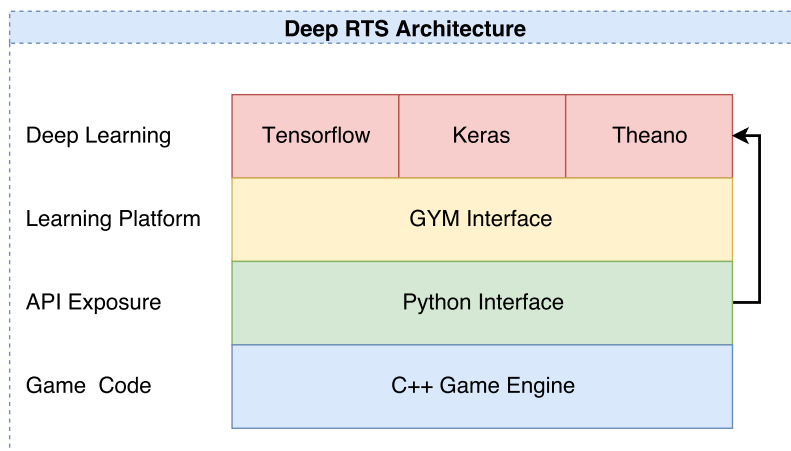 Deep RTS Architecture
Deep Learning Tensorflow Keras Theano
Learning Platform GYM Interface
API Exposure Python Interface
Game  Code C++ Game Engine